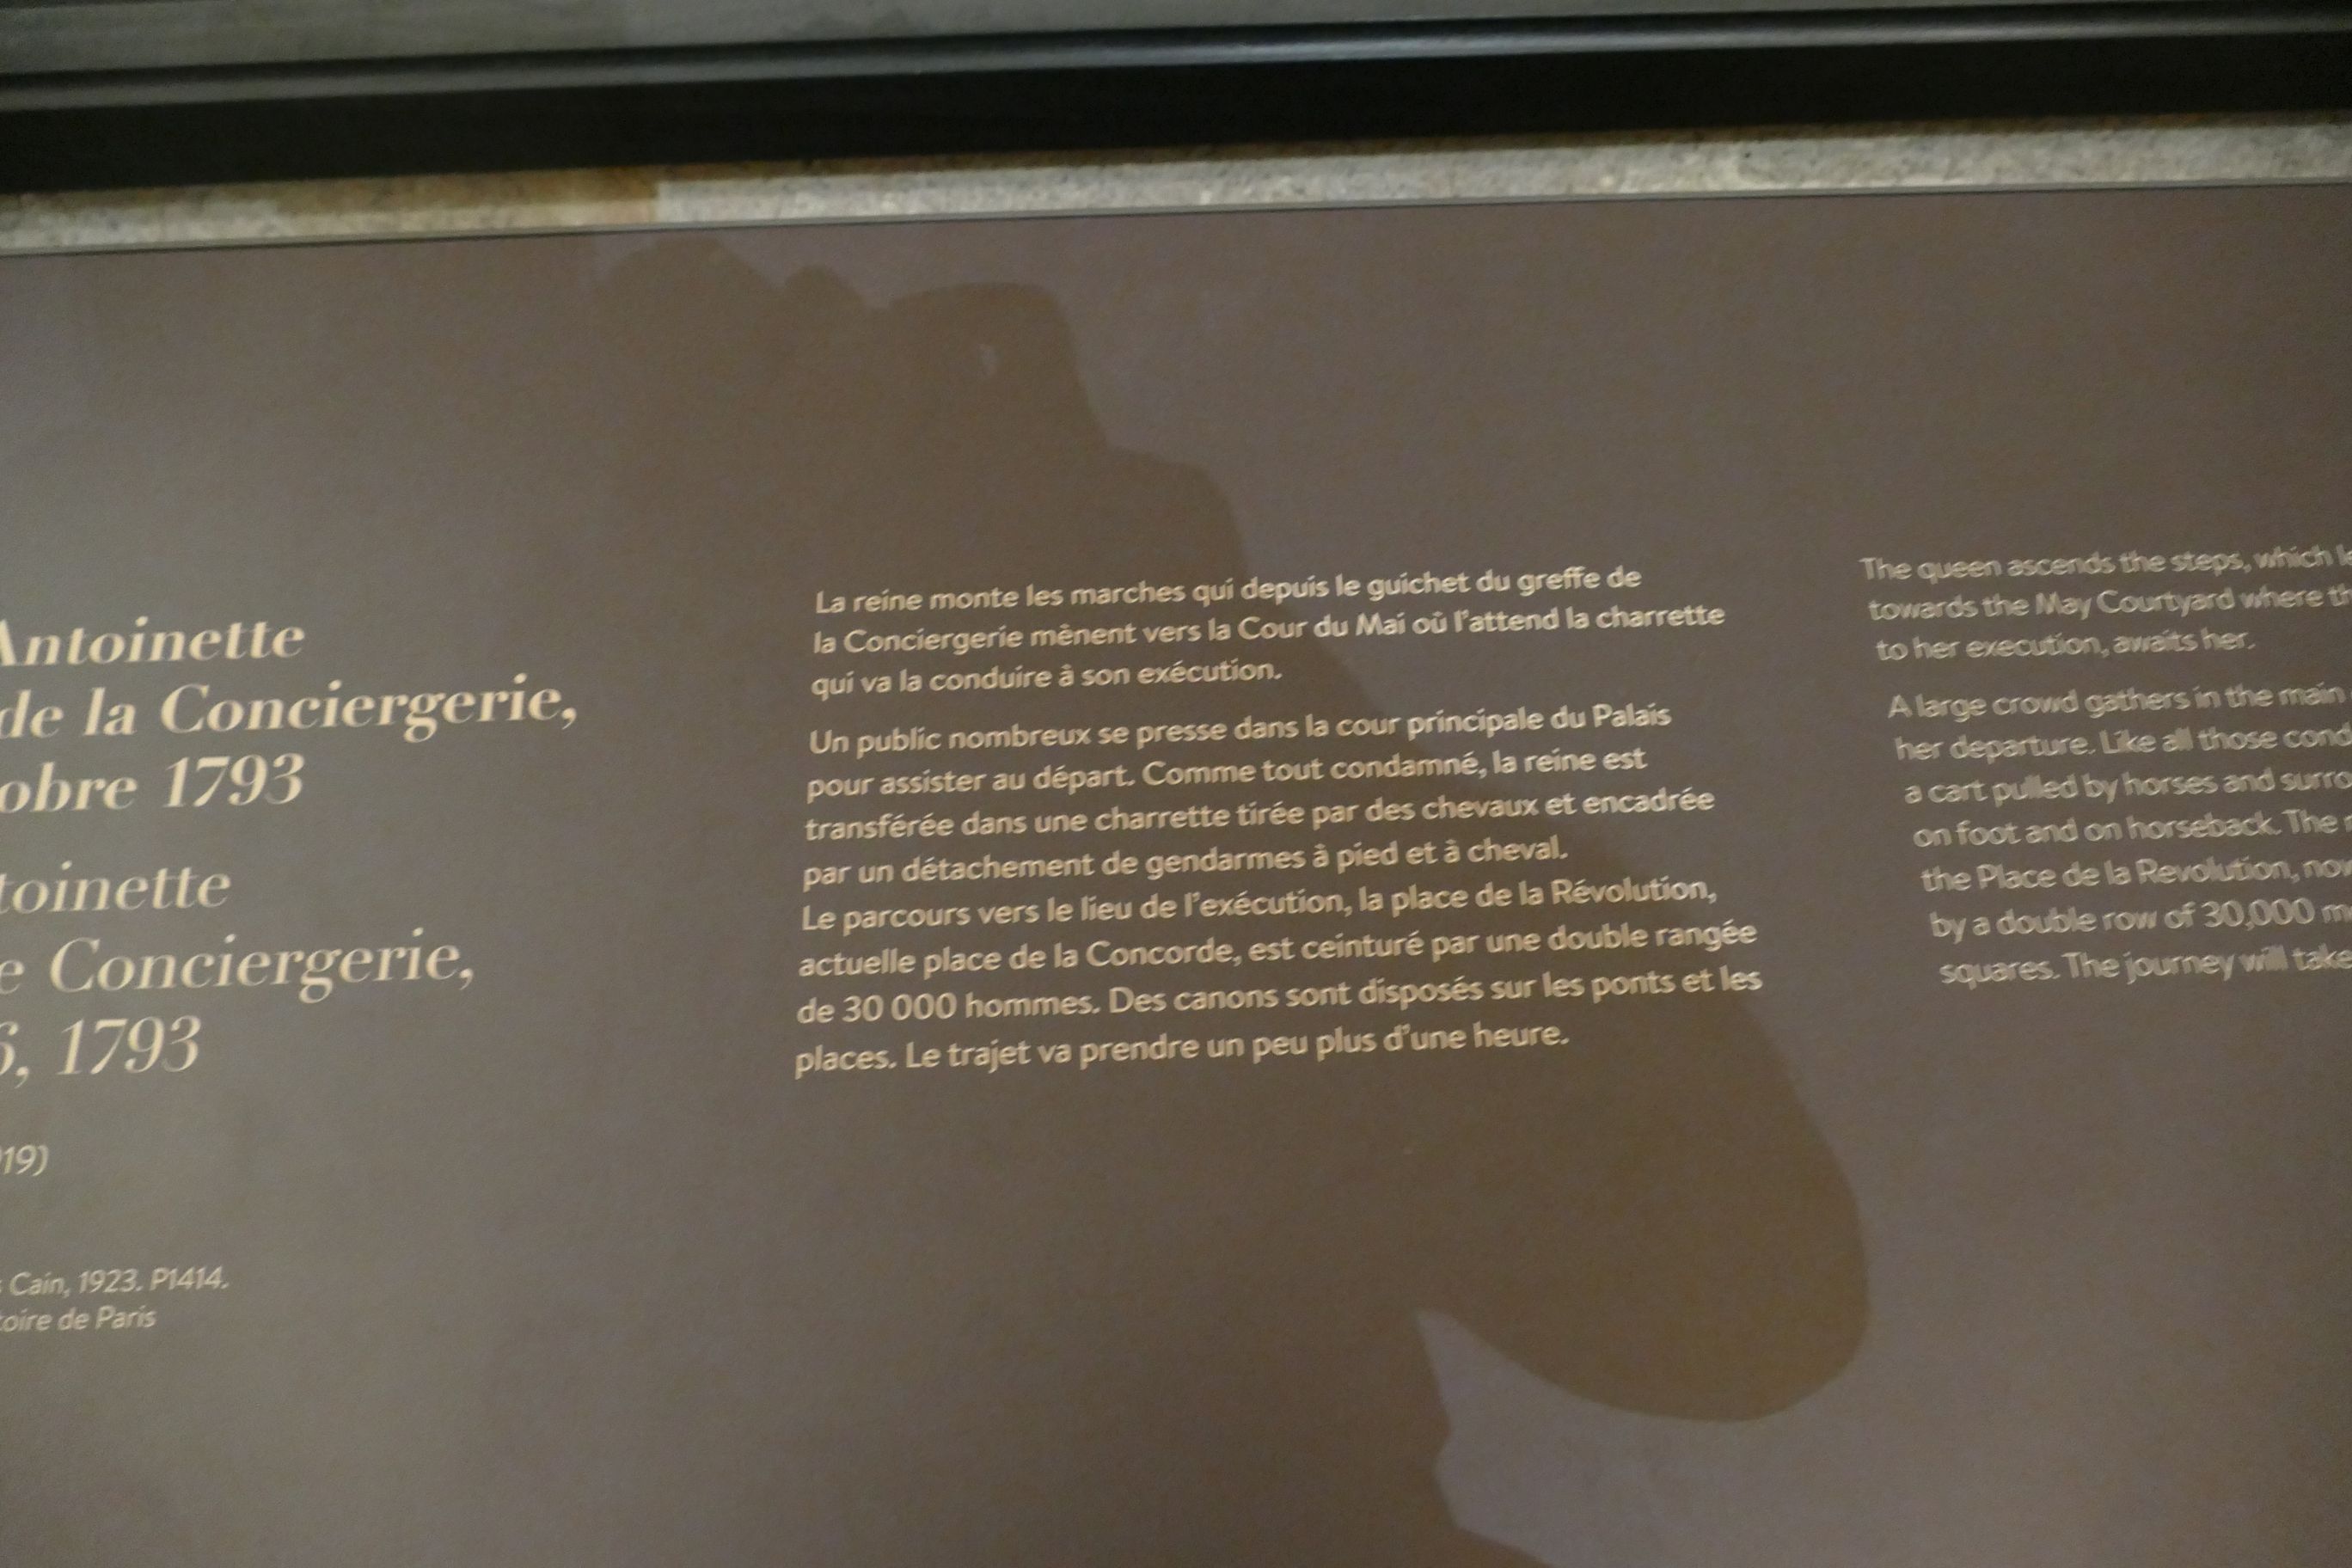 Antoinette
de la Conciergerie,
obre 1793
toinette
e Conciergerie,
6, 1793
19)
Cain, 1923. P1414.
toire de Paris
La reine monte les marches qui depuis le guichet du greffe de
la Conciergerie mènent vers la Cour du Mai où l'attend la charrette
qui va la conduire à son exécution.
Un public nombreux se presse dans la cour principale du Palais
pour assister au départ. Comme tout condamné, la reine est
transférée dans une charrette tirée par des chevaux et encadrée
par un détachement de gendarmes à pied et à cheval.
Le parcours vers le lieu de l'exécution, la place de la Révolution,
actuelle place de la Concorde, est ceinturé par une double rangée
de 30 000 hommes. Des canons sont disposés sur les ponts et les
places. Le trajet va prendre un peu plus d'une heure.
The queen ascends the steps, which le
towards the May Courtyard where th
to her execution, awaits her.
A large crowd gathers in the main
her departure. Like all those cond
a cart pulled by horses and surro
on foot and on horseback. The
the Place de la Revolution, now
by a double row of 30,000 m
squares. The journey will take